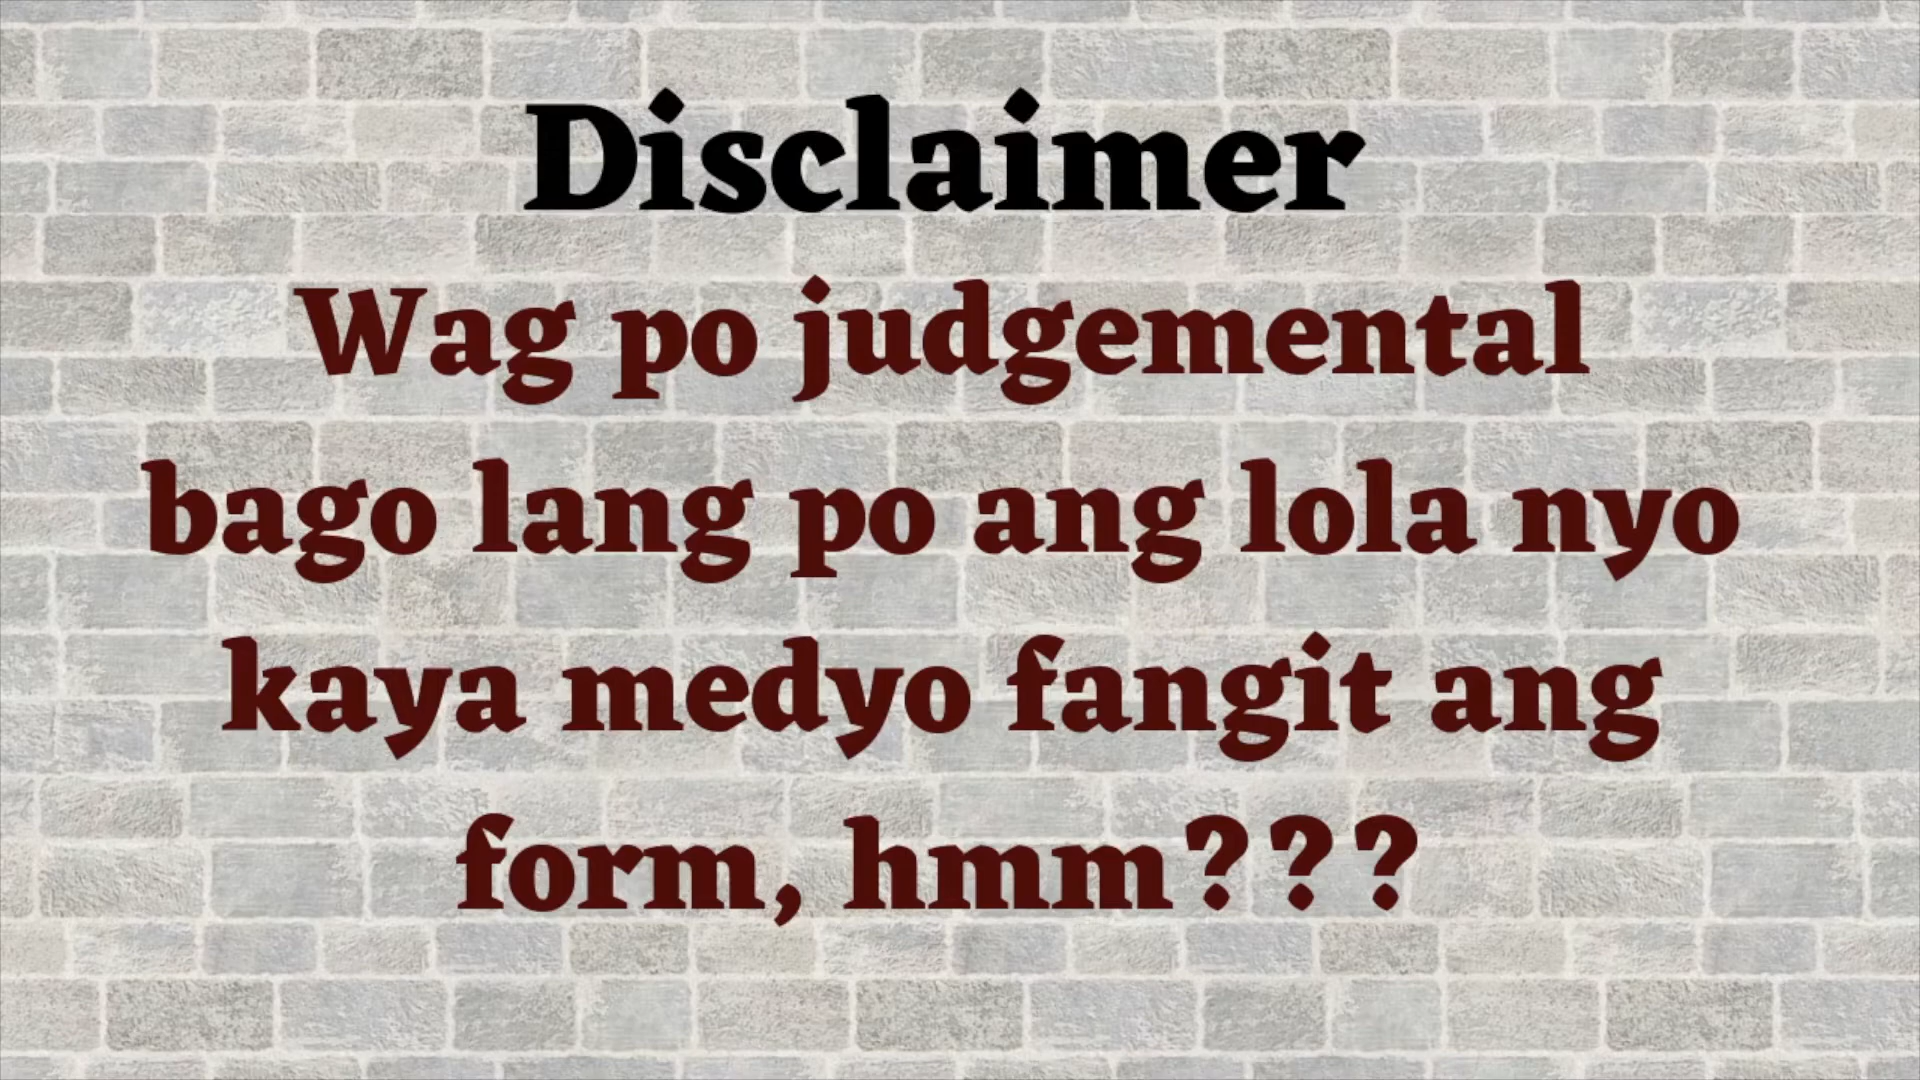 Disclaimer
Wag po judgemental
bago lang po ang lola nyo
kaya medyo fangit ang
form, hmm???